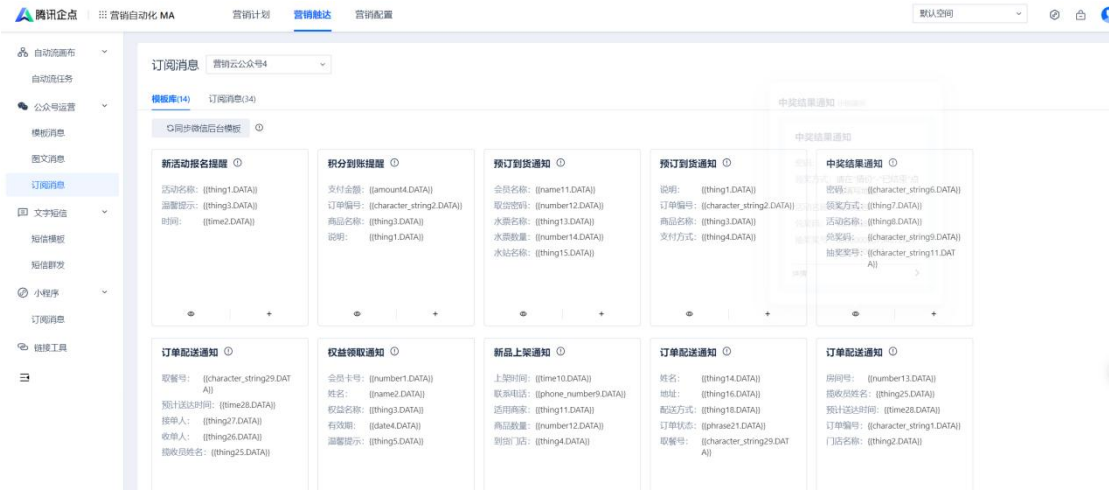 腾讯企点 营销自动化 MA 营销计划 营销触达 营销配置 默认空间
自动流画布
自动流任务
公众号运营
模板消息
图文消息
订阅消息
文字短信
短信模板
短信群发
小程序
订阅消息
链接工具
订阅消息 营销云公众号4
模板库(14) 订阅消息(34)
同步微信后台模板
新活动报名提醒
活动名称: {{thing1.DATA}}
温馨提示: {{thing3.DATA}}
时间: {{time2.DATA}}
积分到账提醒
支付金额: {{amount4.DATA}}
订单编号: {{character_string2.DATA}}
商品名称: {{thing3.DATA}}
说明: {{thing1.DATA}}
预订到货通知
会员名称: {{name11.DATA}}
取货密码: {{number12.DATA}}
水票名称: {{thing13.DATA}}
水票数量: {{number14.DATA}}
水站名称: {{thing15.DATA}}
预订到货通知
说明: {{thing1.DATA}}
订单编号: {{character_string2.DATA}}
商品名称: {{thing3.DATA}}
支付方式: {{thing4.DATA}}
中奖结果通知
中奖结果通知
中奖结果通知
密码: {{character_string6.DATA}}
领奖方式: {{thing7.DATA}}
活动名称: {{thing8.DATA}}
兑奖码: {{character_string9.DATA}}
抽奖奖号: {{character_string11.DAT
A}}
订单配送通知
取餐号: {{character_string29.DAT
A}}
预计送达时间: {{time28.DATA}}
接单人: {{thing27.DATA}}
收单人: {{thing26.DATA}}
揽收员姓名: {{thing25.DATA}}
权益领取通知
会员卡号: {{number1.DATA}}
姓名: {{name2.DATA}}
权益名称: {{thing3.DATA}}
有效期: {{date4.DATA}}
温馨提示: {{thing5.DATA}}
新品上架通知
上架时间: {{time10.DATA}}
联系电话: {{phone_number9.DATA}}
适用商家: {{thing11.DATA}}
商品数量: {{number12.DATA}}
到货门店: {{thing4.DATA}}
订单配送通知
姓名: {{thing14.DATA}}
地址: {{thing16.DATA}}
配送方式: {{thing18.DATA}}
订单状态: {{phrase21.DATA}}
取餐号: {{character_string29.DAT
A}}
订单配送通知
房间号: {{number13.DATA}}
揽收员姓名: {{thing25.DATA}}
预计送达时间: {{time28.DATA}}
订单编号: {{character_string1.DATA}}
门店名称: {{thing2.DATA}}